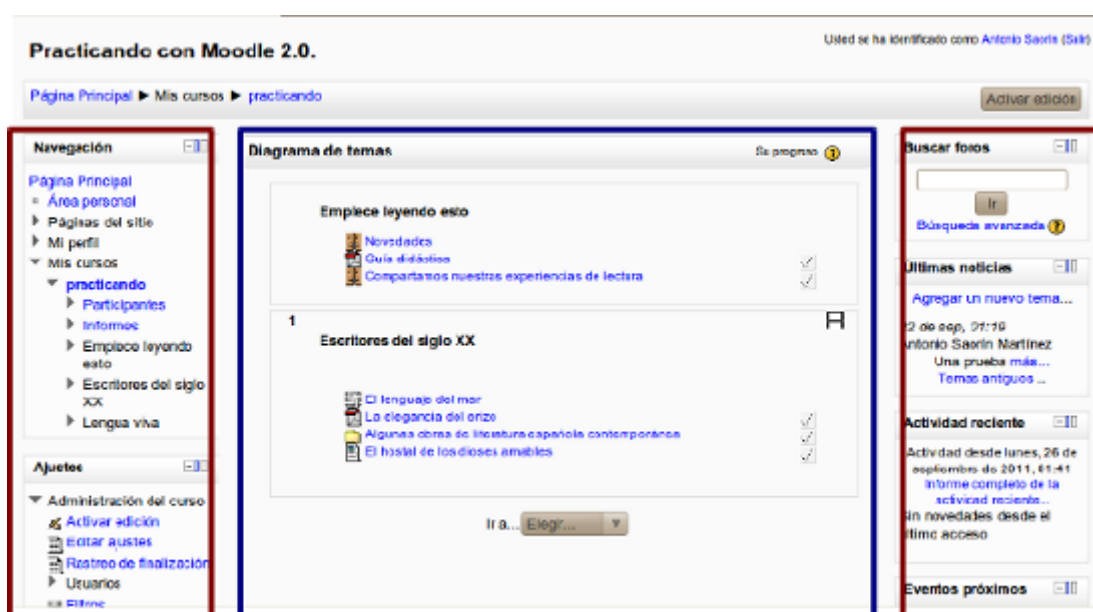 Practicando con Moodle 2.0.
Usted se ha identificado como Antonio Saorín (Salir)
Página Principal ► Mis cursos ► practicando
Activar edición
Navegación
Página Principal
Área personal
Páginas del sitio
Mi perfil
Mis cursos
practicando
Participantes
Informes
Empiece leyendo
esto
Escritores del siglo
XX
Lengua viva
Ajustes
Administración del curso
Activar edición
Editar ajustes
Rastreo de finalización
Usuarios
Filtros
Diagrama de temas
Su progreso
Empiece leyendo esto
Novedades
Guía didáctica
Compartamos nuestras experiencias de lectura
1
Escritores del siglo XX
El lenguaje del mar
La elegancia del erizo
Algunas obras de literatura española contemporánea
El hostal de los dioses amables
Ir a... Elegir...
Buscar foros
Ir
Búsqueda avanzada
Últimas noticias
Agregar un nuevo tema...
de sep,
Antonio Saorín Martínez
Una prueba más...
Temas antiguos ...
Actividad reciente
Actividad desde lunes, 26 de
septiembre de 2011, 01:41
Informe completo de la
actividad reciente...
Sin novedades desde el
último acceso
Eventos próximos